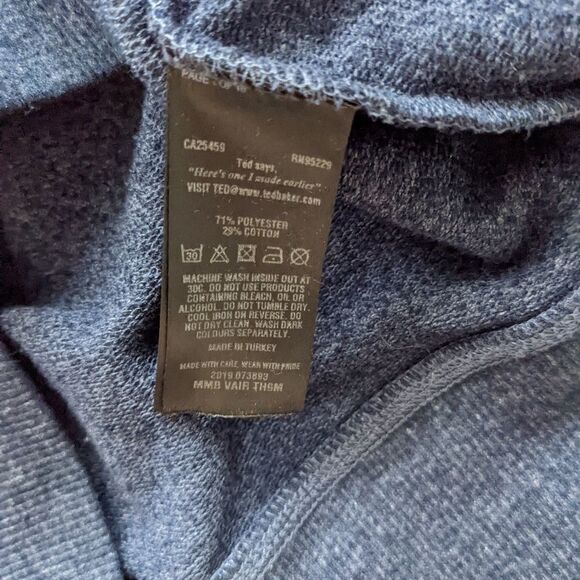 CA25459 RN95229
Ted says,
"Here's one I made earlier"
VISIT TED@www.tedbaker.com
71% POLYESTER
29% COTTON
30
MACHINE WASH INSIDE OUT AT
30C. DO NOT USE PRODUCTS
CONTAINING BLEACH, OIL OR
ALCOHOL. DO NOT TUMBLE DRY.
COOL IRON ON REVERSE. DO
NOT DRY CLEAN. WASH DARK
COLOURS SEPARATELY.
MADE IN TURKEY
MADE WITH CARE, WEAR WITH PRIDE
2019 073893
MMB VAIR TH6M